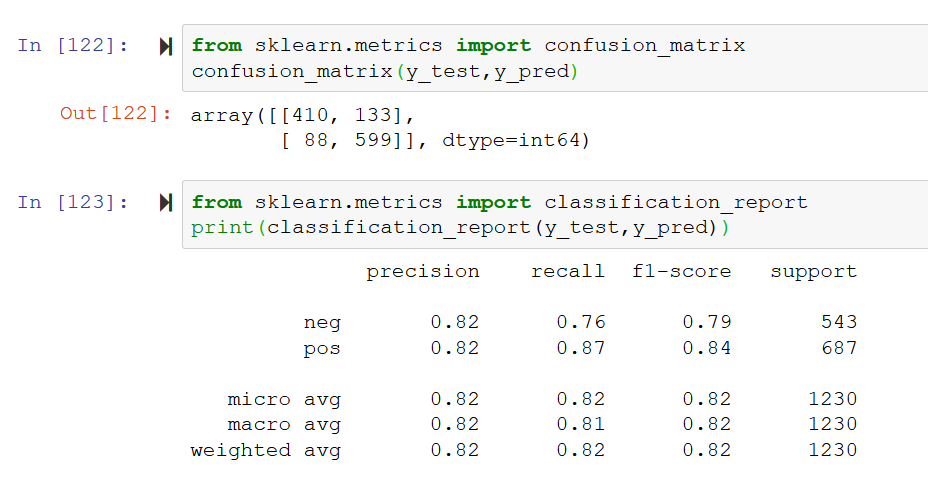 In [122]: from sklearn.metrics import confusion_matrix
confusion_matrix(y_test,y_pred)
Out[122]: array([[410, 133],
[ 88, 599]], dtype=int64)
In [123]: from sklearn.metrics import classification_report
print(classification_report(y_test,y_pred))
precision recall f1-score support
neg 0.82 0.76 0.79 543
pos 0.82 0.87 0.84 687
micro avg 0.82 0.82 0.82 1230
macro avg 0.82 0.81 0.82 1230
weighted avg 0.82 0.82 0.82 1230